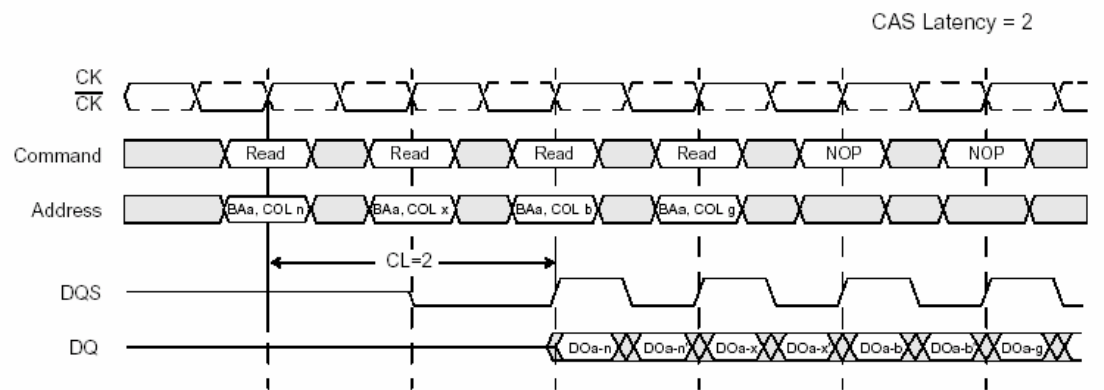 CAS Latency = 2
CK
CK
Command Read Read Read Read NOP NOP
Address BAa, COL n BAa, COL x BAa, COL b BAa, COL g
CL=2
DQS
DQ DOa-n DOa-n' DOa-x DOa-x' DOa-b DOa-b' DOa-g